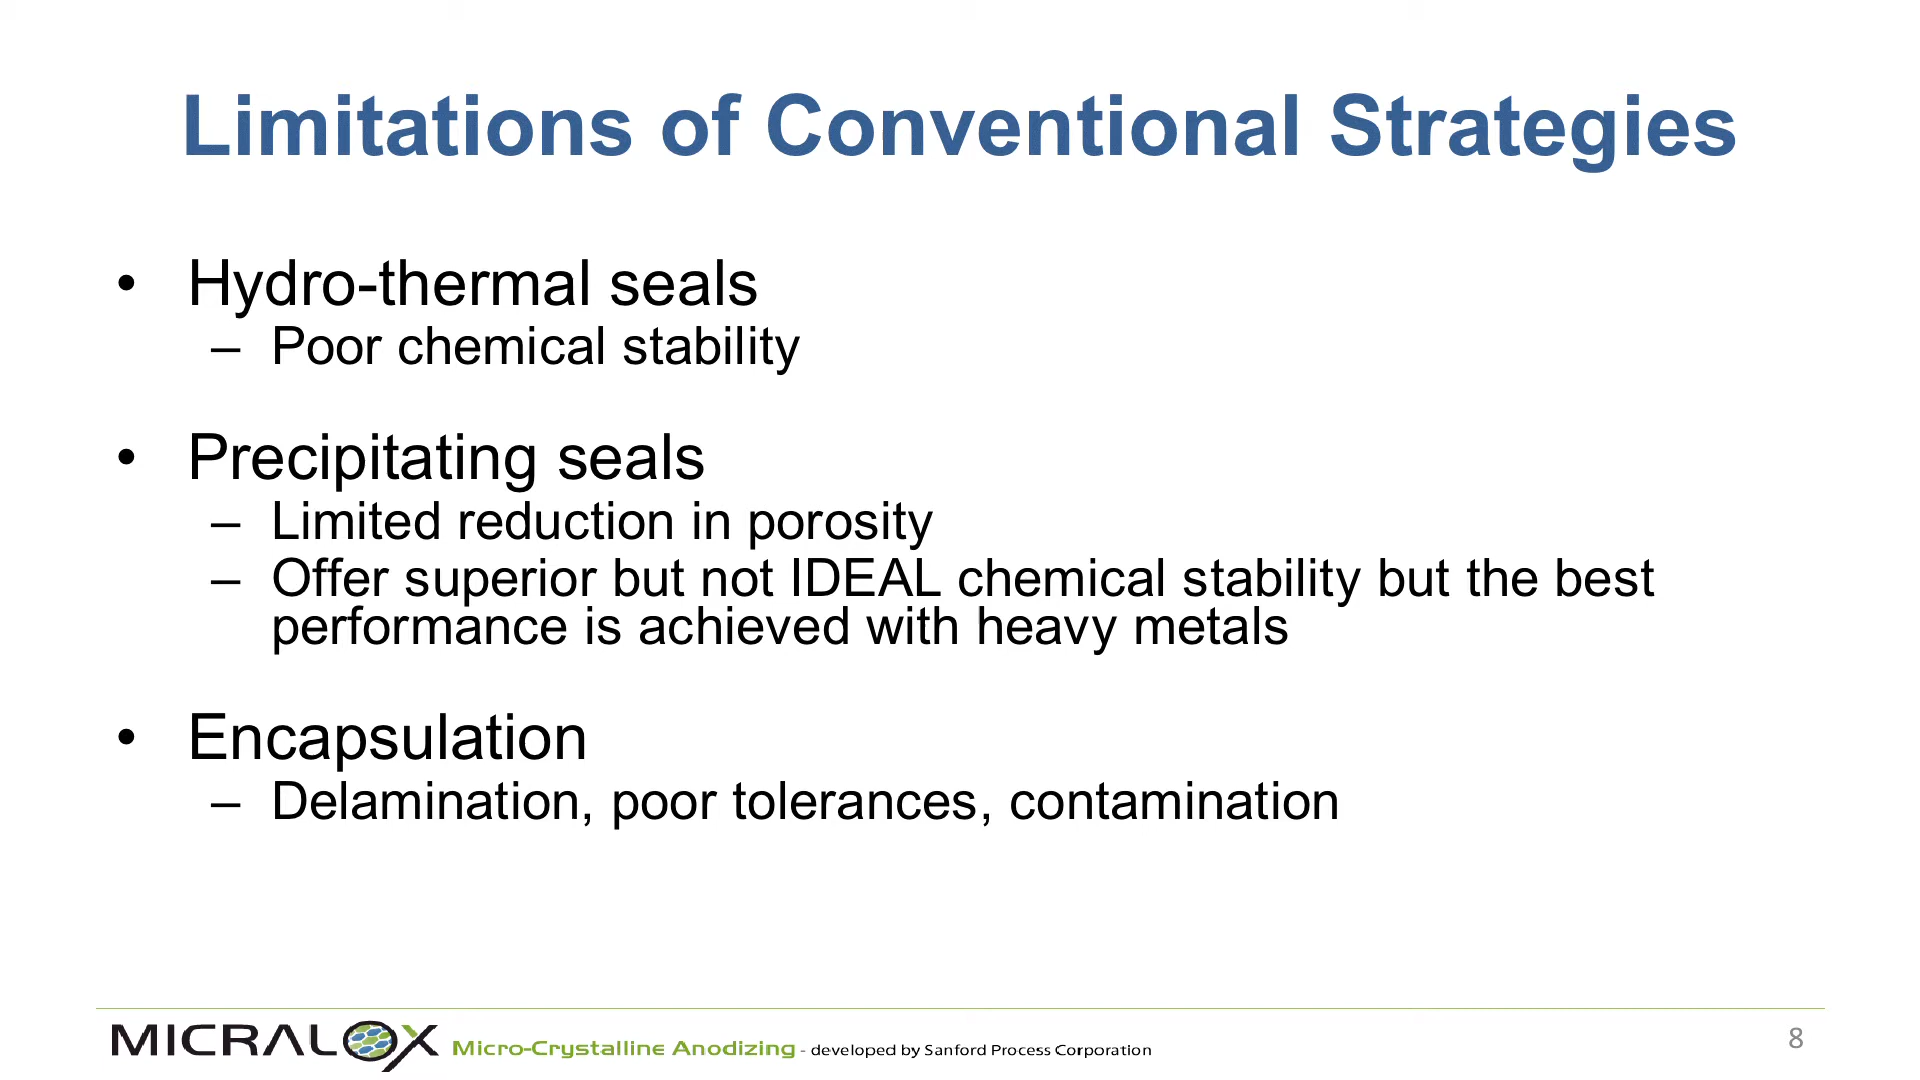 Limitations of Conventional Strategies
• Hydro-thermal seals
– Poor chemical stability
• Precipitating seals
– Limited reduction in porosity
– Offer superior but not IDEAL chemical stability but the best
performance is achieved with heavy metals
• Encapsulation
– Delamination, poor tolerances, contamination
MICRALOX Micro-Crystalline Anodizing - developed by Sanford Process Corporation
8